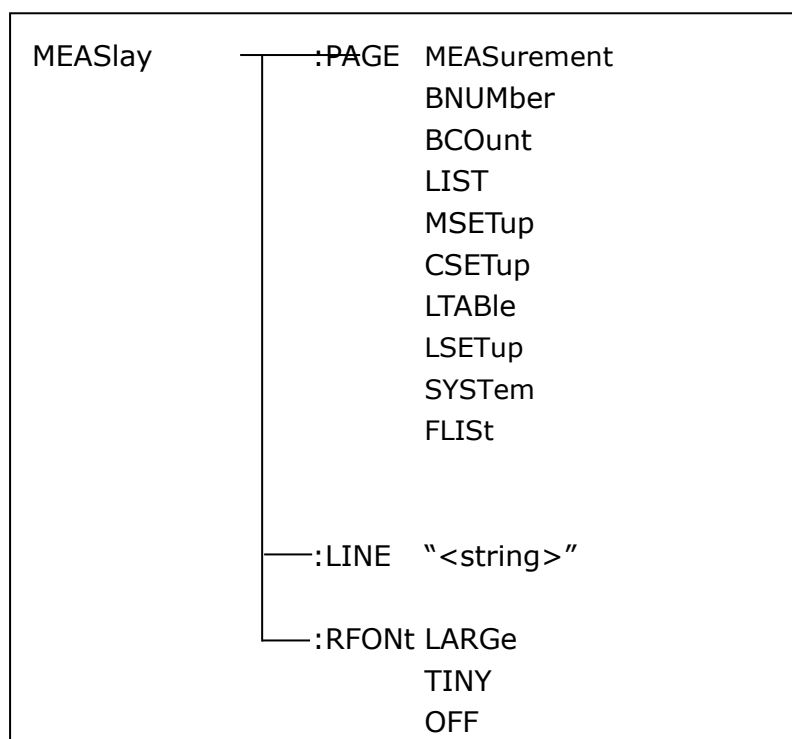 MEASlay :PAGE MEASurement
BNUMber
BCOunt
LIST
MSETup
CSETup
LTABle
LSETup
SYSTem
FLISt
:LINE “<string>”
:RFONt LARGe
TINY
OFF